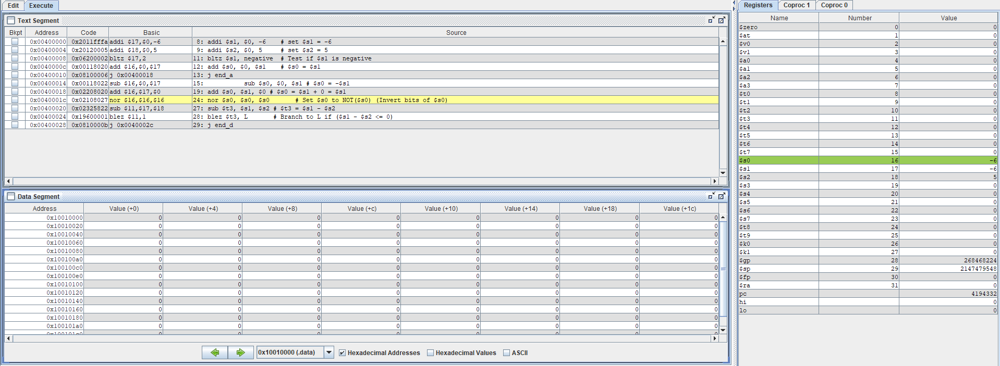 Edit Execute
Text Segment
Bkpt Address Code Basic Source
0x00400000 0x2011fffa addi $17,$0,-6 8: addi $s1, $0, -6 # set $s1 = -6
0x00400004 0x20120005 addi $18,$0,5 9: addi $s2, $0, 5 # set $s2 = 5
0x00400008 0x06200002 bltz $17,2 11: bltz $s1, negative # Test if $s1 is negative
0x0040000c 0x00118020 add $16,$0,$17 12: add $s0, $0, $s1 # $s0 = $s1
0x00400010 0x08100006 j 0x00400018 13: j end_a
0x00400014 0x00118022 sub $16,$0,$17 15: sub $s0, $0, $s1 # $s0 = -$s1
0x00400018 0x02208020 add $16,$17,$0 19: add $s0, $s1, $0 # $s0 = $s1 + 0 = $s1
0x0040001c 0x02108027 nor $16,$16,$16 24: nor $s0, $s0, $s0 # Set $s0 to NOT($s0) (Invert bits of $s0)
0x00400020 0x02325822 sub $11,$17,$18 27: sub $t3, $s1, $s2 # $t3 = $s1 - $s2
0x00400024 0x19600001 blez $11,1 28: blez $t3, L # Branch to L if ($s1 - $s2 <= 0)
0x00400028 0x0810000b j 0x0040002c 29: j end_d
Data Segment
Address Value (+0) Value (+4) Value (+8) Value (+c) Value (+10) Value (+14) Value (+18) Value (+1c)
0x10010000 0 0 0 0 0 0 0 0
0x10010020 0 0 0 0 0 0 0 0
0x10010040 0 0 0 0 0 0 0 0
0x10010060 0 0 0 0 0 0 0 0
0x10010080 0 0 0 0 0 0 0 0
0x100100a0 0 0 0 0 0 0 0 0
0x100100c0 0 0 0 0 0 0 0 0
0x100100e0 0 0 0 0 0 0 0 0
0x10010100 0 0 0 0 0 0 0 0
0x10010120 0 0 0 0 0 0 0 0
0x10010140 0 0 0 0 0 0 0 0
0x10010160 0 0 0 0 0 0 0 0
0x10010180 0 0 0 0 0 0 0 0
0x100101a0 0 0 0 0 0 0 0 0
0x100101c0 0 0 0 0 0 0 0 0
0x10010000 (.data) Hexadecimal Addresses Hexadecimal Values ASCII
Registers Coproc 1 Coproc 0
Name Number Value
$zero 0 0
$at 1 0
$v0 2 0
$v1 3 0
$a0 4 0
$a1 5 0
$a2 6 0
$a3 7 0
$t0 8 0
$t1 9 0
$t2 10 0
$t3 11 0
$t4 12 0
$t5 13 0
$t6 14 0
$t7 15 0
$s0 16 -6
$s1 17 -6
$s2 18 5
$s3 19 0
$s4 20 0
$s5 21 0
$s6 22 0
$s7 23 0
$t8 24 0
$t9 25 0
$k0 26 0
$k1 27 0
$gp 28 268468224
$sp 29 2147479548
$fp 30 0
$ra 31 0
pc 4194332
hi 0
lo 0